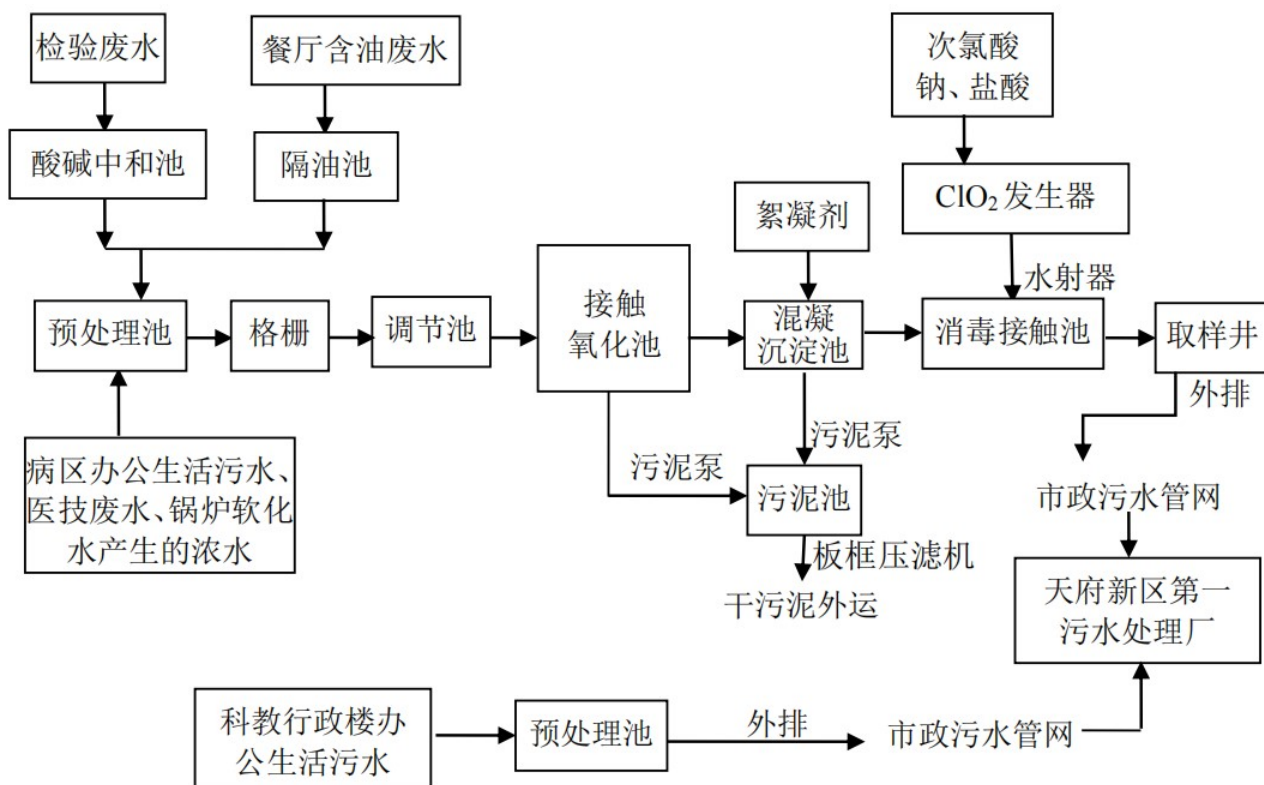 检验废水
餐厅含油废水
次氯酸
钠、盐酸
酸碱中和池
隔油池
絮凝剂
ClO₂发生器
水射器
预处理池
格栅
调节池
接触
氧化池
混凝
沉淀池
消毒接触池
取样井
外排
病区办公生活污水、
医技废水、锅炉软化
水产生的浓水
污泥泵
污泥泵
污泥池
市政污水管网
板框压滤机
干污泥外运
天府新区第一
污水处理厂
科教行政楼办
公生活污水
预处理池
外排
市政污水管网